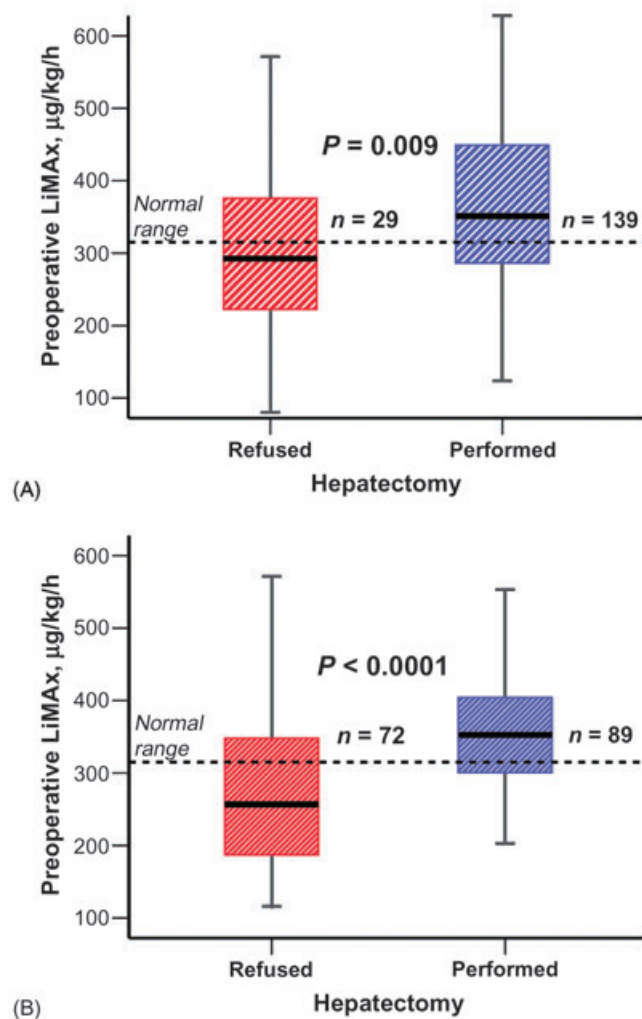 600
500
400
300
200
100
Preoperative LiMAx, µg/kg/h
P = 0.009
Normal
range
n = 29
n = 139
Refused
Performed
Hepatectomy
(A)
600
500
400
300
200
100
Preoperative LiMAx, µg/kg/h
P < 0.0001
Normal
range
n = 72
n = 89
Refused
Performed
Hepatectomy
(B)